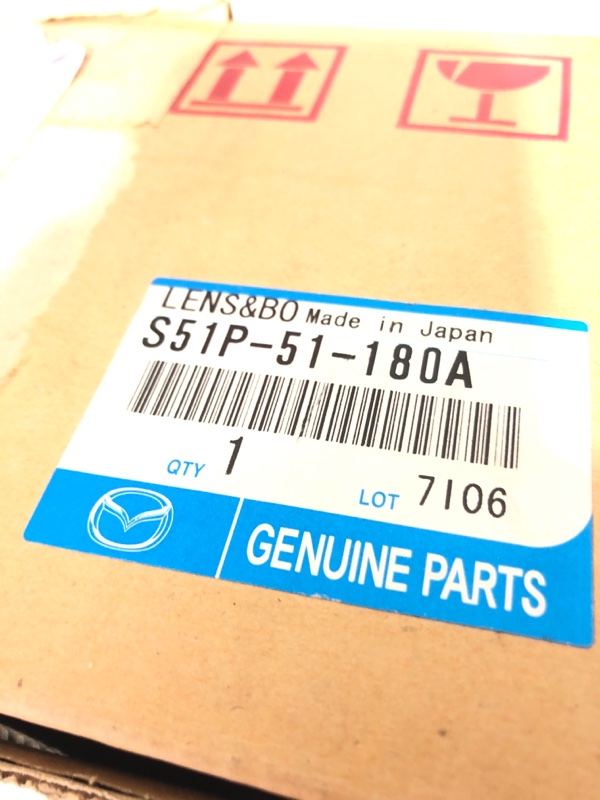 LENS&BO Made in Japan
S51P-51-180A
QTY 1
LOT 7106
GENUINE PARTS